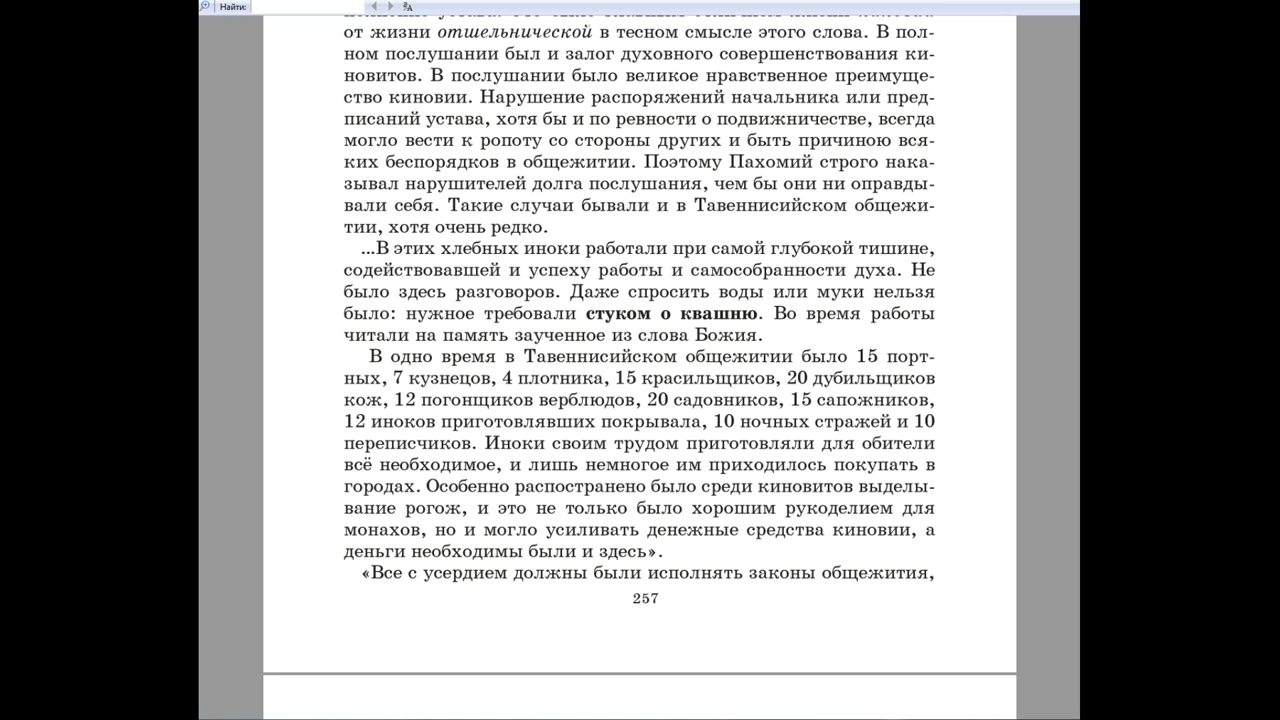 Найти:
от жизни отшельнической в тесном смысле этого слова. В пол-
ном послушании был и залог духовного совершенствования ки-
новитов. В послушании было великое нравственное преимуще-
ство киновии. Нарушение распоряжений начальника или пред-
писаний устава, хотя бы и по ревности о подвижничестве, всегда
могло вести к ропоту со стороны других и быть причиною вся-
ких беспорядков в общежитии. Поэтому Пахомий строго нака-
зывал нарушителей долга послушания, чем бы они ни оправды-
вали себя. Такие случаи бывали и в Тавеннисийском общежи-
тии, хотя очень редко.
...В этих хлебных иноки работали при самой глубокой тишине,
содействовавшей и успеху работы и самособранности духа. Не
было здесь разговоров. Даже спросить воды или муки нельзя
было: нужное требовали стуком о квашню. Во время работы
читали на память заученное из слова Божия.
В одно время в Тавеннисийском общежитии было 15 порт-
ных, 7 кузнецов, 4 плотника, 15 красильщиков, 20 дубильщиков
кож, 12 погонщиков верблюдов, 20 садовников, 15 сапожников,
12 иноков приготовлявших покрывала, 10 ночных стражей и 10
переписчиков. Иноки своим трудом приготовляли для обители
всё необходимое, и лишь немногое им приходилось покупать в
городах. Особенно распостранено было среди киновитов выделы-
вание рогож, и это не только было хорошим рукоделием для
монахов, но и могло усиливать денежные средства киновии, а
деньги необходимы были и здесь».
«Все с усердием должны были исполнять законы общежития,
257